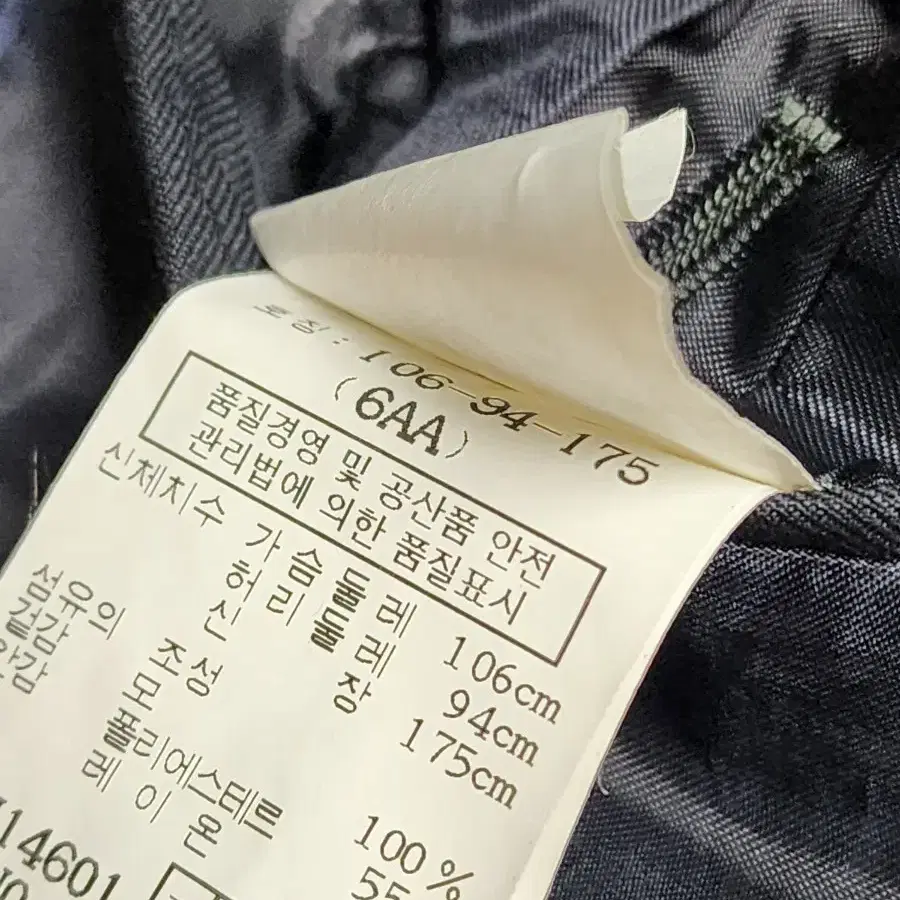 호칭 : 106-94-175
(6AA)
품질경영 및 공산품 안전
관리법에 의한 품질표시
신체치수 가슴둘레 106cm
허리둘레 94cm
신장 175cm
섬유의 조성
겉감 모 100%
안감 폴리에스테르 55
레이온
14601